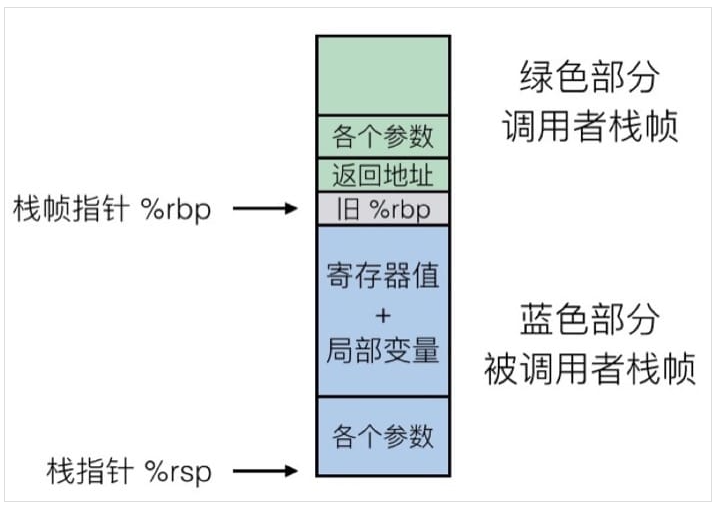 绿色部分
调用者栈帧
各个参数
返回地址
栈帧指针 %rbp
旧 %rbp
寄存器值
+
局部变量
蓝色部分
被调用者栈帧
各个参数
栈指针 %rsp